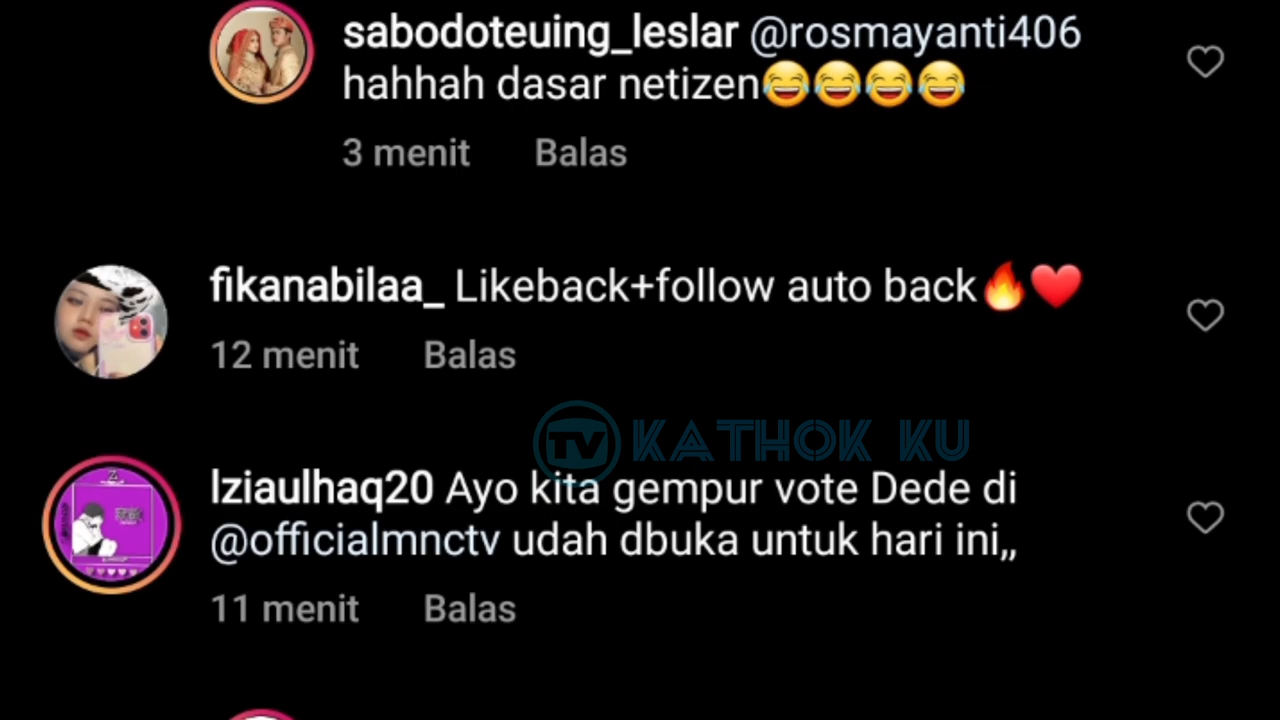 sabodoteuing_leslar @rosmayanti406
hahhah dasar netizen😂😂😂😂
3 menit Balas
fikanabilaa_ Likeback+follow auto back🔥❤️
12 menit Balas
TV KATHOK KU
lziaulhaq20 Ayo kita gempur vote Dede di
@officialmnctv udah dbuka untuk hari ini,,
11 menit Balas